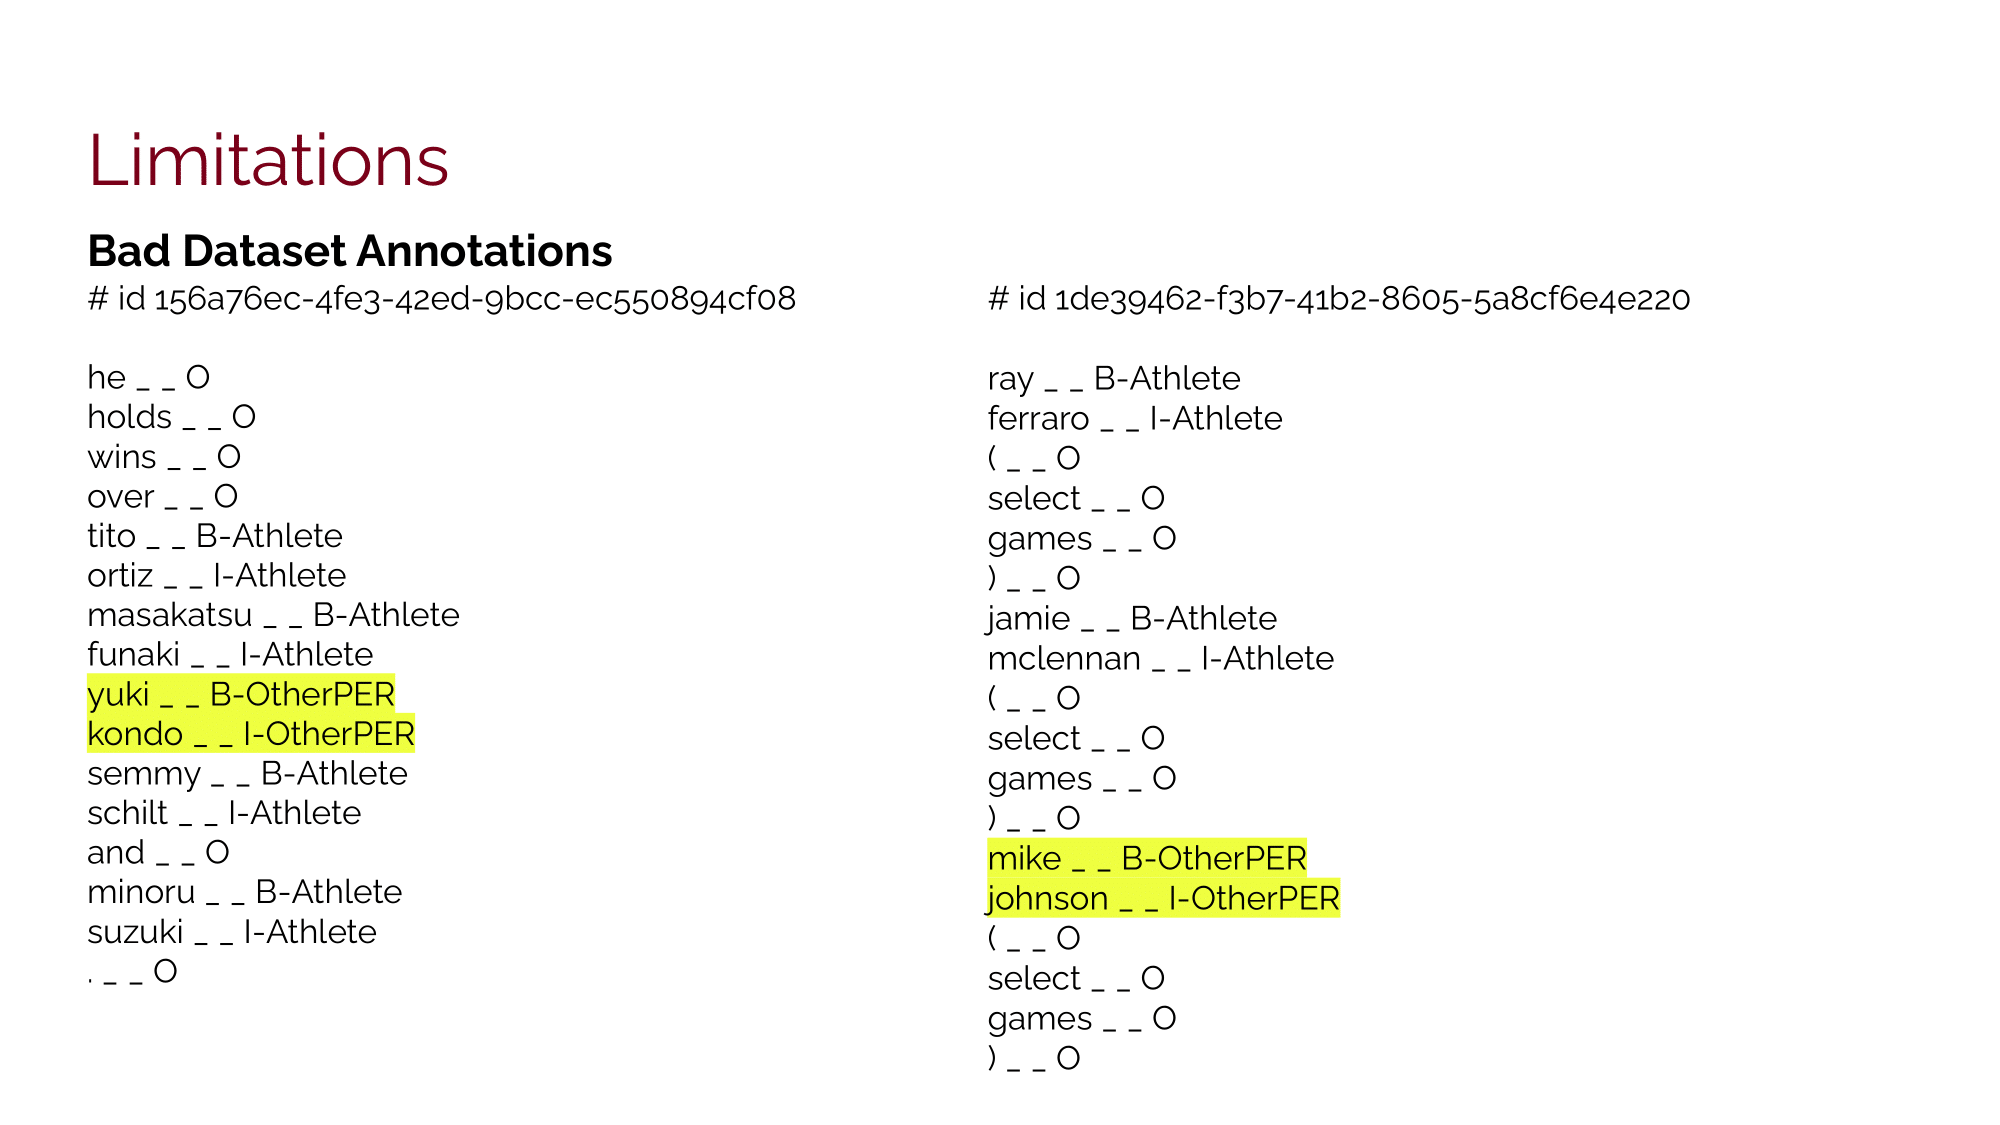 Limitations
Bad Dataset Annotations
# id 156a76ec-4fe3-42ed-9bcc-ec550894cf08
he _ _ O
holds _ _ O
wins _ _ O
over _ _ O
tito _ _ B-Athlete
ortiz _ _ I-Athlete
masakatsu _ _ B-Athlete
funaki _ _ I-Athlete
yuki _ _ B-OtherPER
kondo _ _ I-OtherPER
semmy _ _ B-Athlete
schilt _ _ I-Athlete
and _ _ O
minoru _ _ B-Athlete
suzuki _ _ I-Athlete
. _ _ O
# id 1de39462-f3b7-41b2-8605-5a8cf6e4e220
ray _ _ B-Athlete
ferraro _ _ I-Athlete
( _ _ O
select _ _ O
games _ _ O
) _ _ O
jamie _ _ B-Athlete
mclennan _ _ I-Athlete
( _ _ O
select _ _ O
games _ _ O
) _ _ O
mike _ _ B-OtherPER
johnson _ _ I-OtherPER
( _ _ O
select _ _ O
games _ _ O
) _ _ O